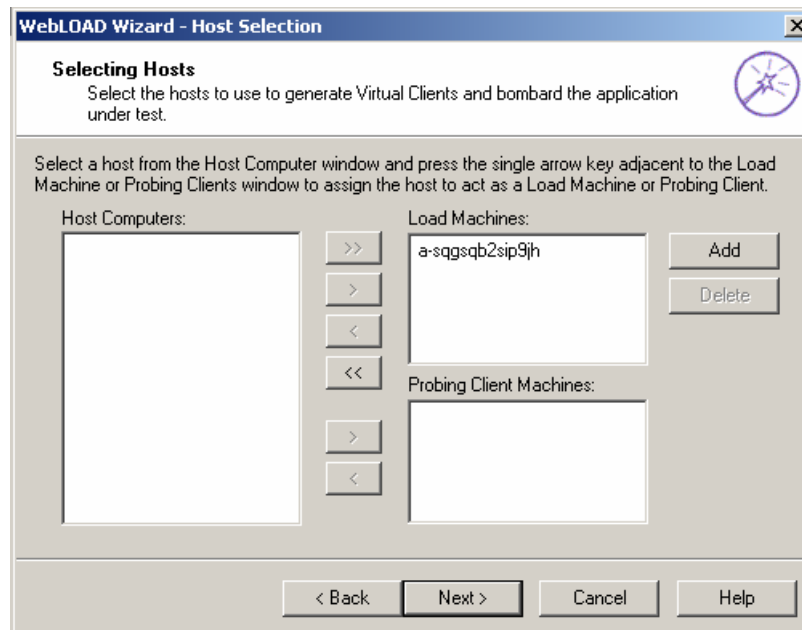 WebLOAD Wizard - Host Selection
Selecting Hosts
Select the hosts to use to generate Virtual Clients and bombard the application
under test.
Select a host from the Host Computer window and press the single arrow key adjacent to the Load
Machine or Probing Clients window to assign the host to act as a Load Machine or Probing Client.
Host Computers:
>>
>
<
<<
>
<
Load Machines:
a-sqgsqb2sip9jh
Add
Delete
Probing Client Machines:
< Back
Next >
Cancel
Help